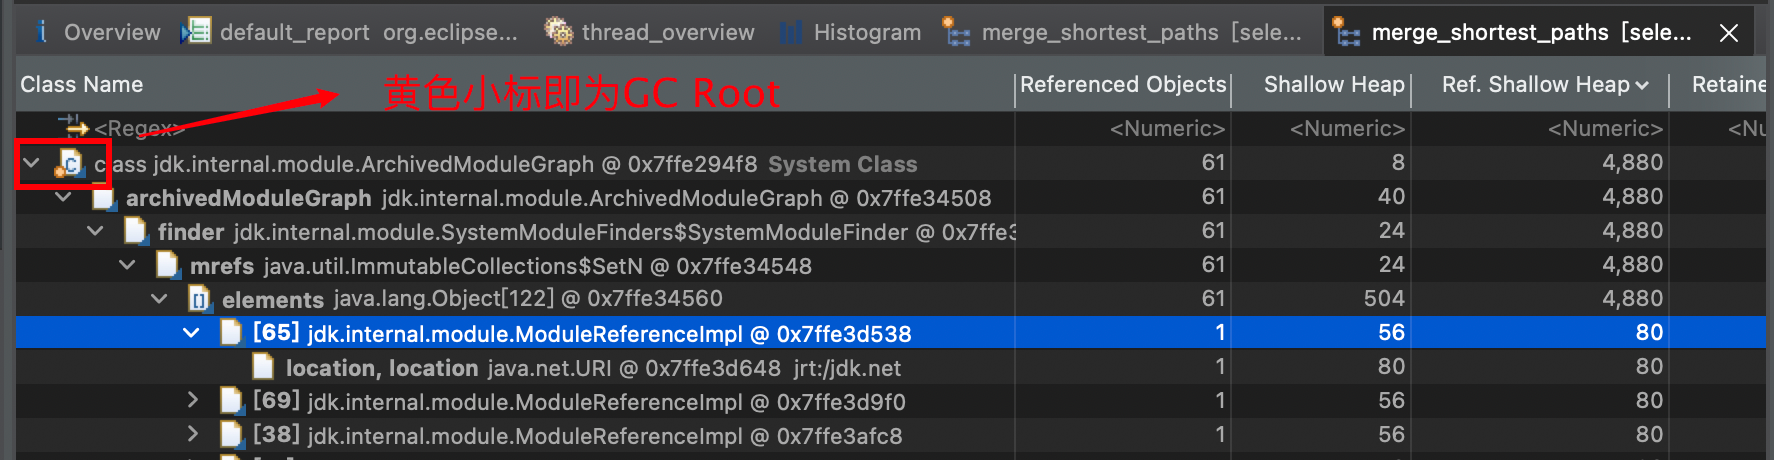 Overview default_report org.eclipse... thread_overview Histogram merge_shortest_paths [sele... merge_shortest_paths [sele...
Class Name 黄色小标即为GC Root Referenced Objects Shallow Heap Ref. Shallow Heap Retaine
<Regex> <Numeric> <Numeric> <Numeric> <Nu
class jdk.internal.module.ArchivedModuleGraph @ 0x7ffe294f8 System Class 61 8 4,880
archivedModuleGraph jdk.internal.module.ArchivedModuleGraph @ 0x7ffe34508 61 40 4,880
finder jdk.internal.module.SystemModuleFinders$SystemModuleFinder @ 0x7ffe3 61 24 4,880
mrefs java.util.ImmutableCollections$SetN @ 0x7ffe34548 61 24 4,880
elements java.lang.Object[122] @ 0x7ffe34560 61 504 4,880
[65] jdk.internal.module.ModuleReferenceImpl @ 0x7ffe3d538 1 56 80
location, location java.net.URI @ 0x7ffe3d648 jrt:/jdk.net 1 80 80
[69] jdk.internal.module.ModuleReferenceImpl @ 0x7ffe3d9f0 1 56 80
[38] jdk.internal.module.ModuleReferenceImpl @ 0x7ffe3afc8 1 56 80